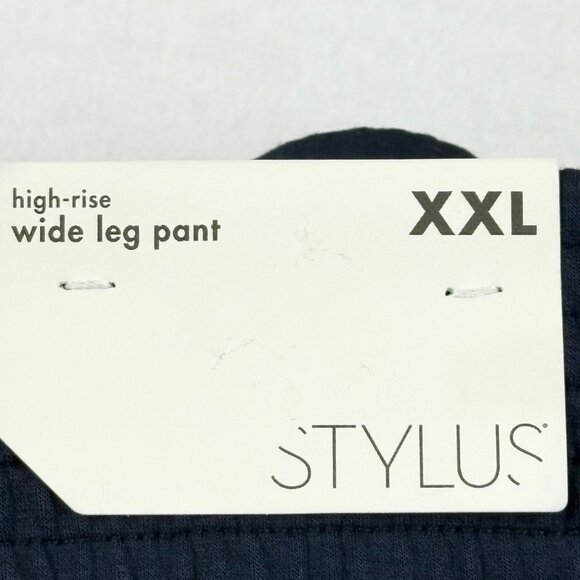 high-rise
wide leg pant
XXL
STYLUS